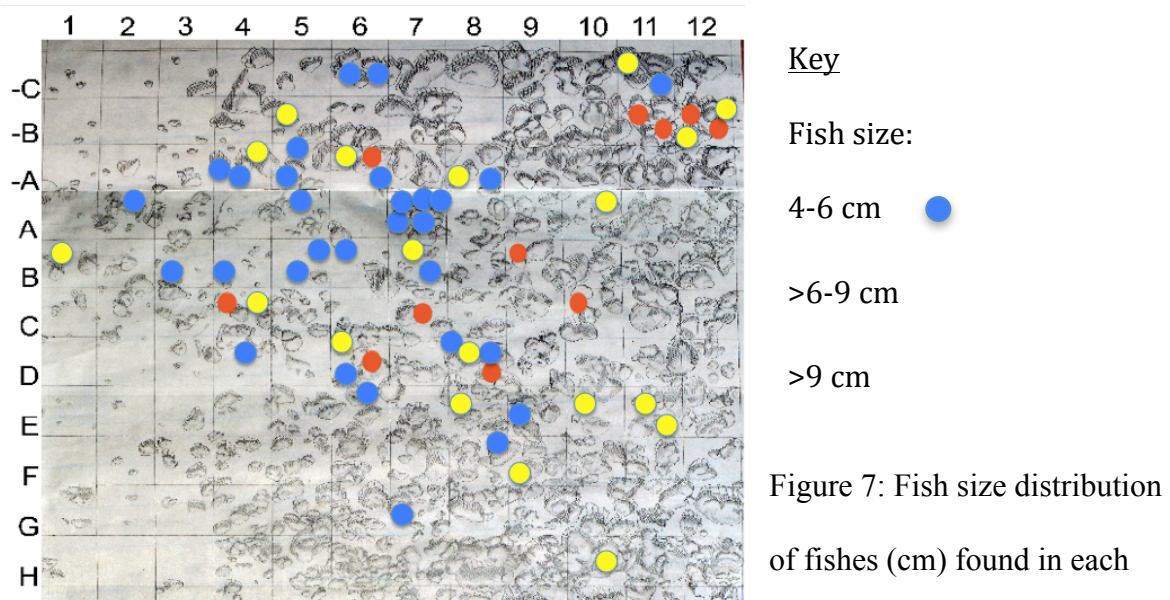 1 2 3 4 5 6 7 8 9 10 11 12
-C
-B
-A
A
B
C
D
E
F
G
H
Key
Fish size:
4-6 cm
>6-9 cm
>9 cm
Figure 7: Fish size distribution
of fishes (cm) found in each